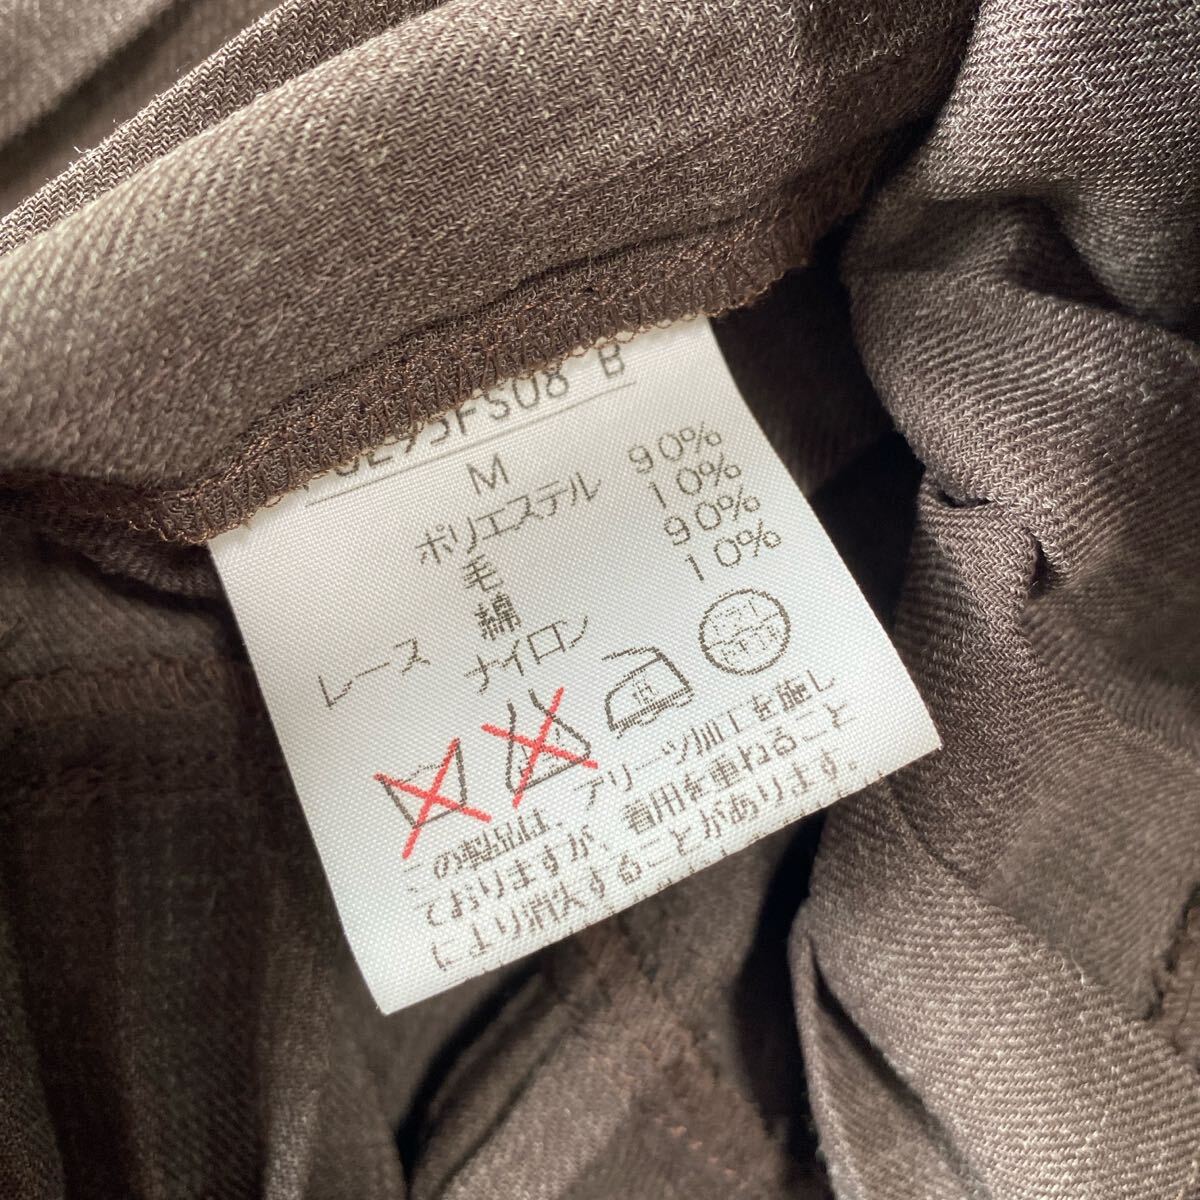 FS08 B
M
ポリエステル 90%
毛 10%
レース 綿 90%
ナイロン 10%
この製品は プリーツ加工を施し
ておりますが、着用を重ねること
により消失することがあります。